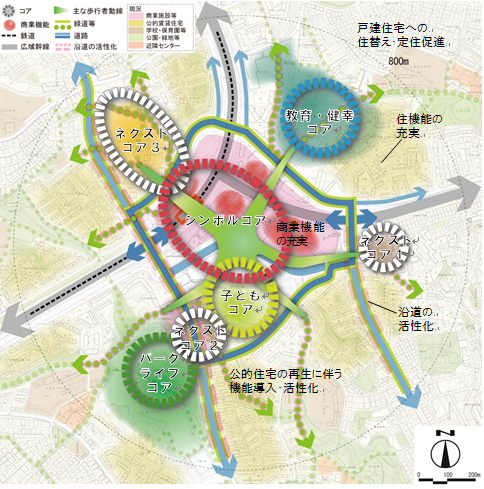 コア
商業機能
鉄道
広域幹線
主な歩行者動線
緑道等
道路
沿道の活性化
現況
商業施設等
公的賃貸住宅
学校・保育園等
公園・緑地等
近隣センター
戸建住宅への
住替え・定住促進
800m
教育・健幸
コア
住機能の
充実
ネクスト
コア3
シンボルコア
商業機能
の充実
ネクスト
コア1
子ども
コア
沿道の
活性化
ネクスト
コア2
パーク
ライフ
コア
公的住宅の再生に伴う
機能導入・活性化
N
0 100 200m